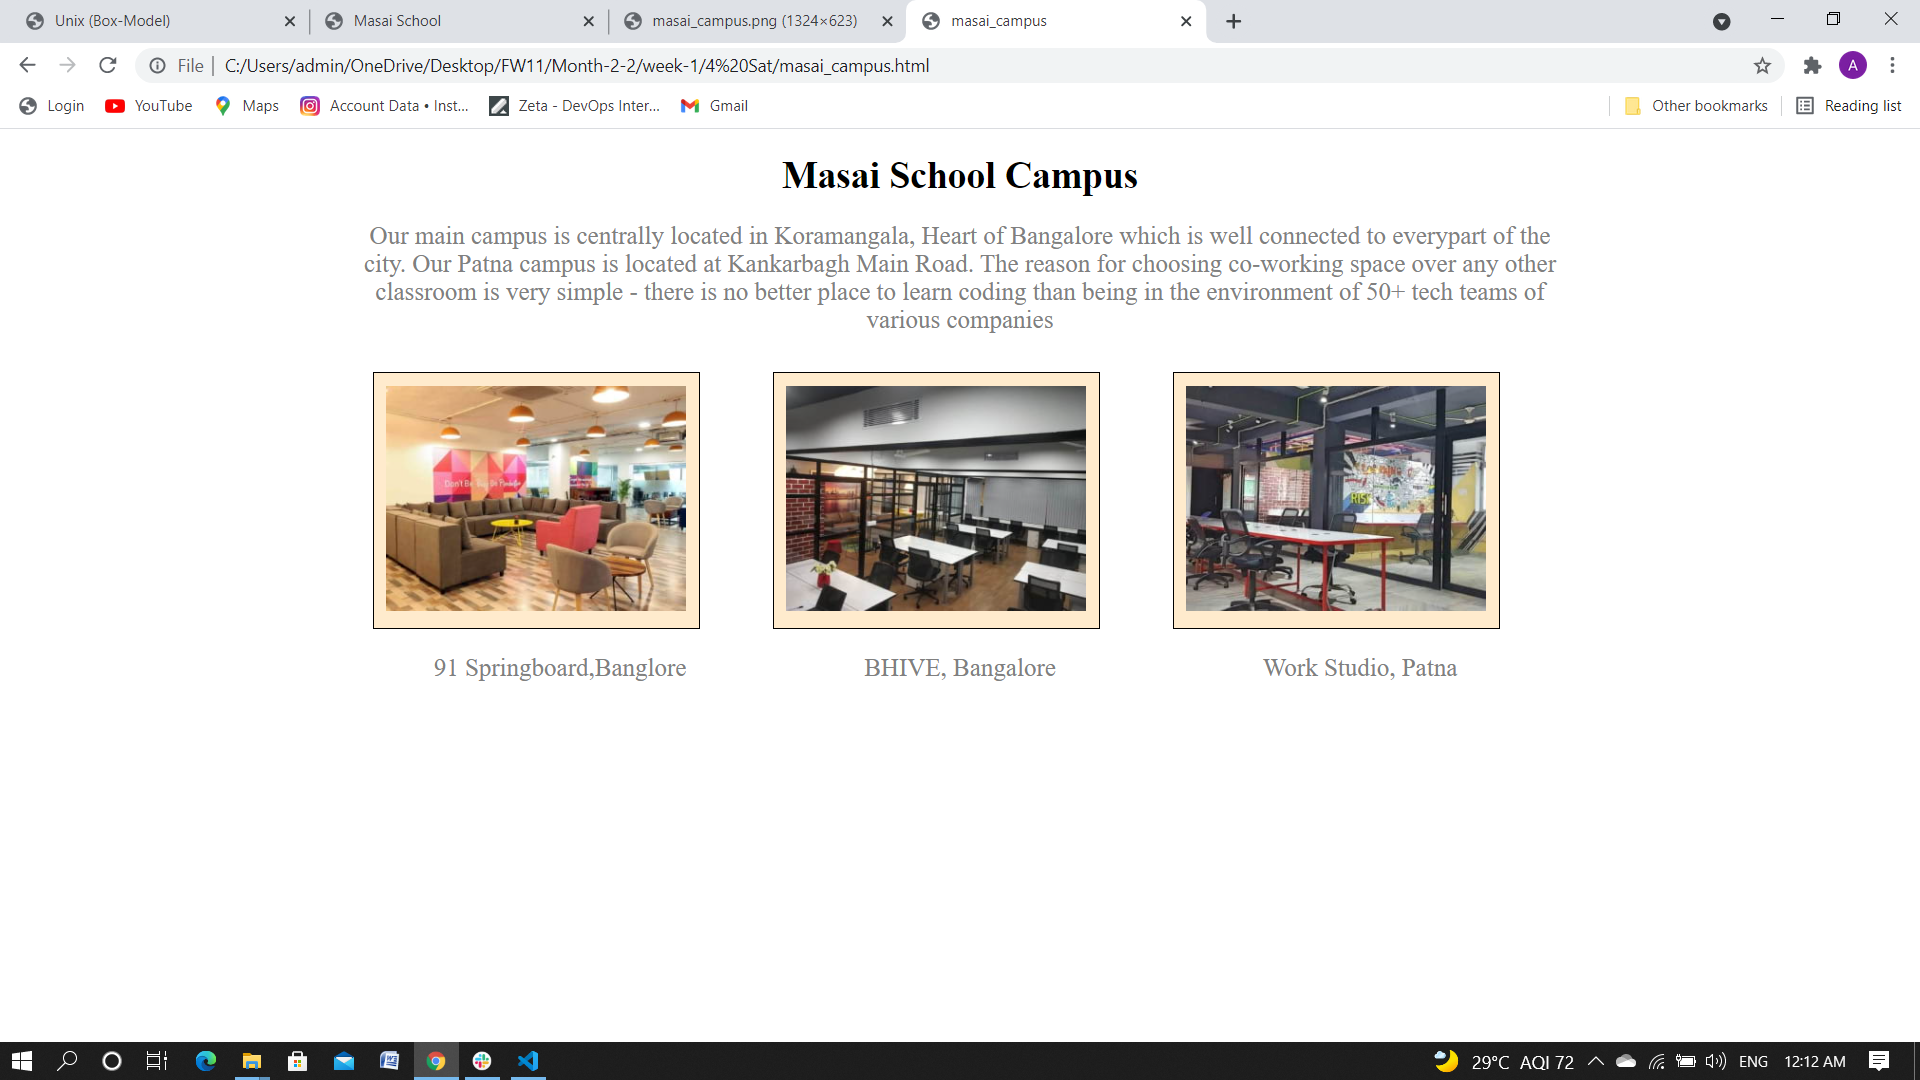 Unix (Box-Model)
Masai School
masai_campus.png (1324×623)
masai_campus
File
C:/Users/admin/OneDrive/Desktop/FW11/Month-2-2/week-1/4%20Sat/masai_campus.html
A
Login
YouTube
Maps
Account Data • Inst...
Zeta - DevOps Inter...
Gmail
Other bookmarks
Reading list
Masai School Campus
Our main campus is centrally located in Koramangala, Heart of Bangalore which is well connected to everypart of the
city. Our Patna campus is located at Kankarbagh Main Road. The reason for choosing co-working space over any other
classroom is very simple - there is no better place to learn coding than being in the environment of 50+ tech teams of
various companies
91 Springboard,Banglore
BHIVE, Bangalore
Work Studio, Patna
29°C AQI 72
ENG
12:12 AM